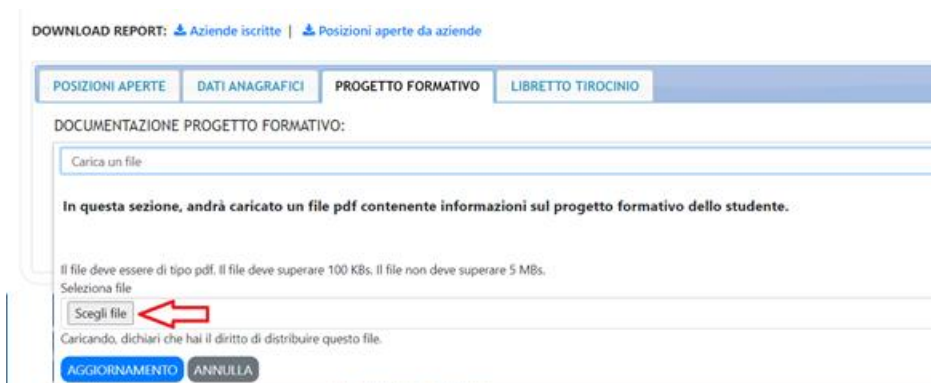 DOWNLOAD REPORT: Aziende iscritte | Posizioni aperte da aziende
POSIZIONI APERTE DATI ANAGRAFICI PROGETTO FORMATIVO LIBRETTO TIROCINIO
DOCUMENTAZIONE PROGETTO FORMATIVO:
Carica un file
In questa sezione, andrà caricato un file pdf contenente informazioni sul progetto formativo dello studente.
Il file deve essere di tipo pdf. Il file deve superare 100 KBs. Il file non deve superare 5 MBs.
Seleziona file
Scegli file
Caricando, dichiari che hai il diritto di distribuire questo file.
AGGIORNAMENTO ANNULLA